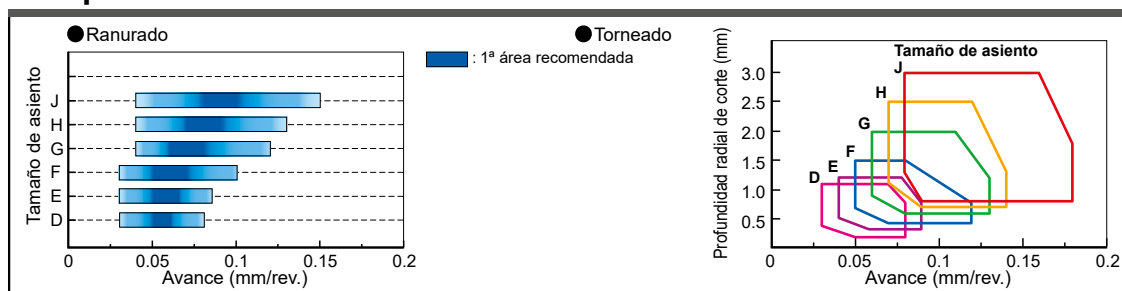 ●Ranurado
: 1ª área recomendada
Tamaño de asiento
J
H
G
F
E
D
0
0.05
0.1
0.15
0.2
Avance (mm/rev.)
●Torneado
Profundidad radial de corte (mm)
Tamaño de asiento
3.0
2.5
2.0
1.5
1.0
0.5
J
H
G
F
E
D
0
0.05
0.1
0.15
0.2
Avance (mm/rev.)